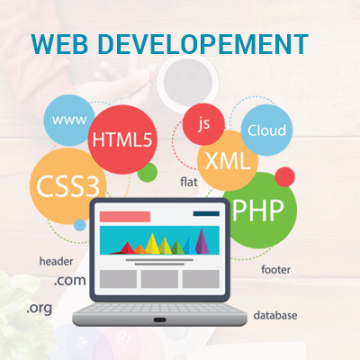 WEB DEVELOPEMENT
www
HTML5
js
Cloud
XML
CSS3
flat
PHP
header
.com
footer
.org
database